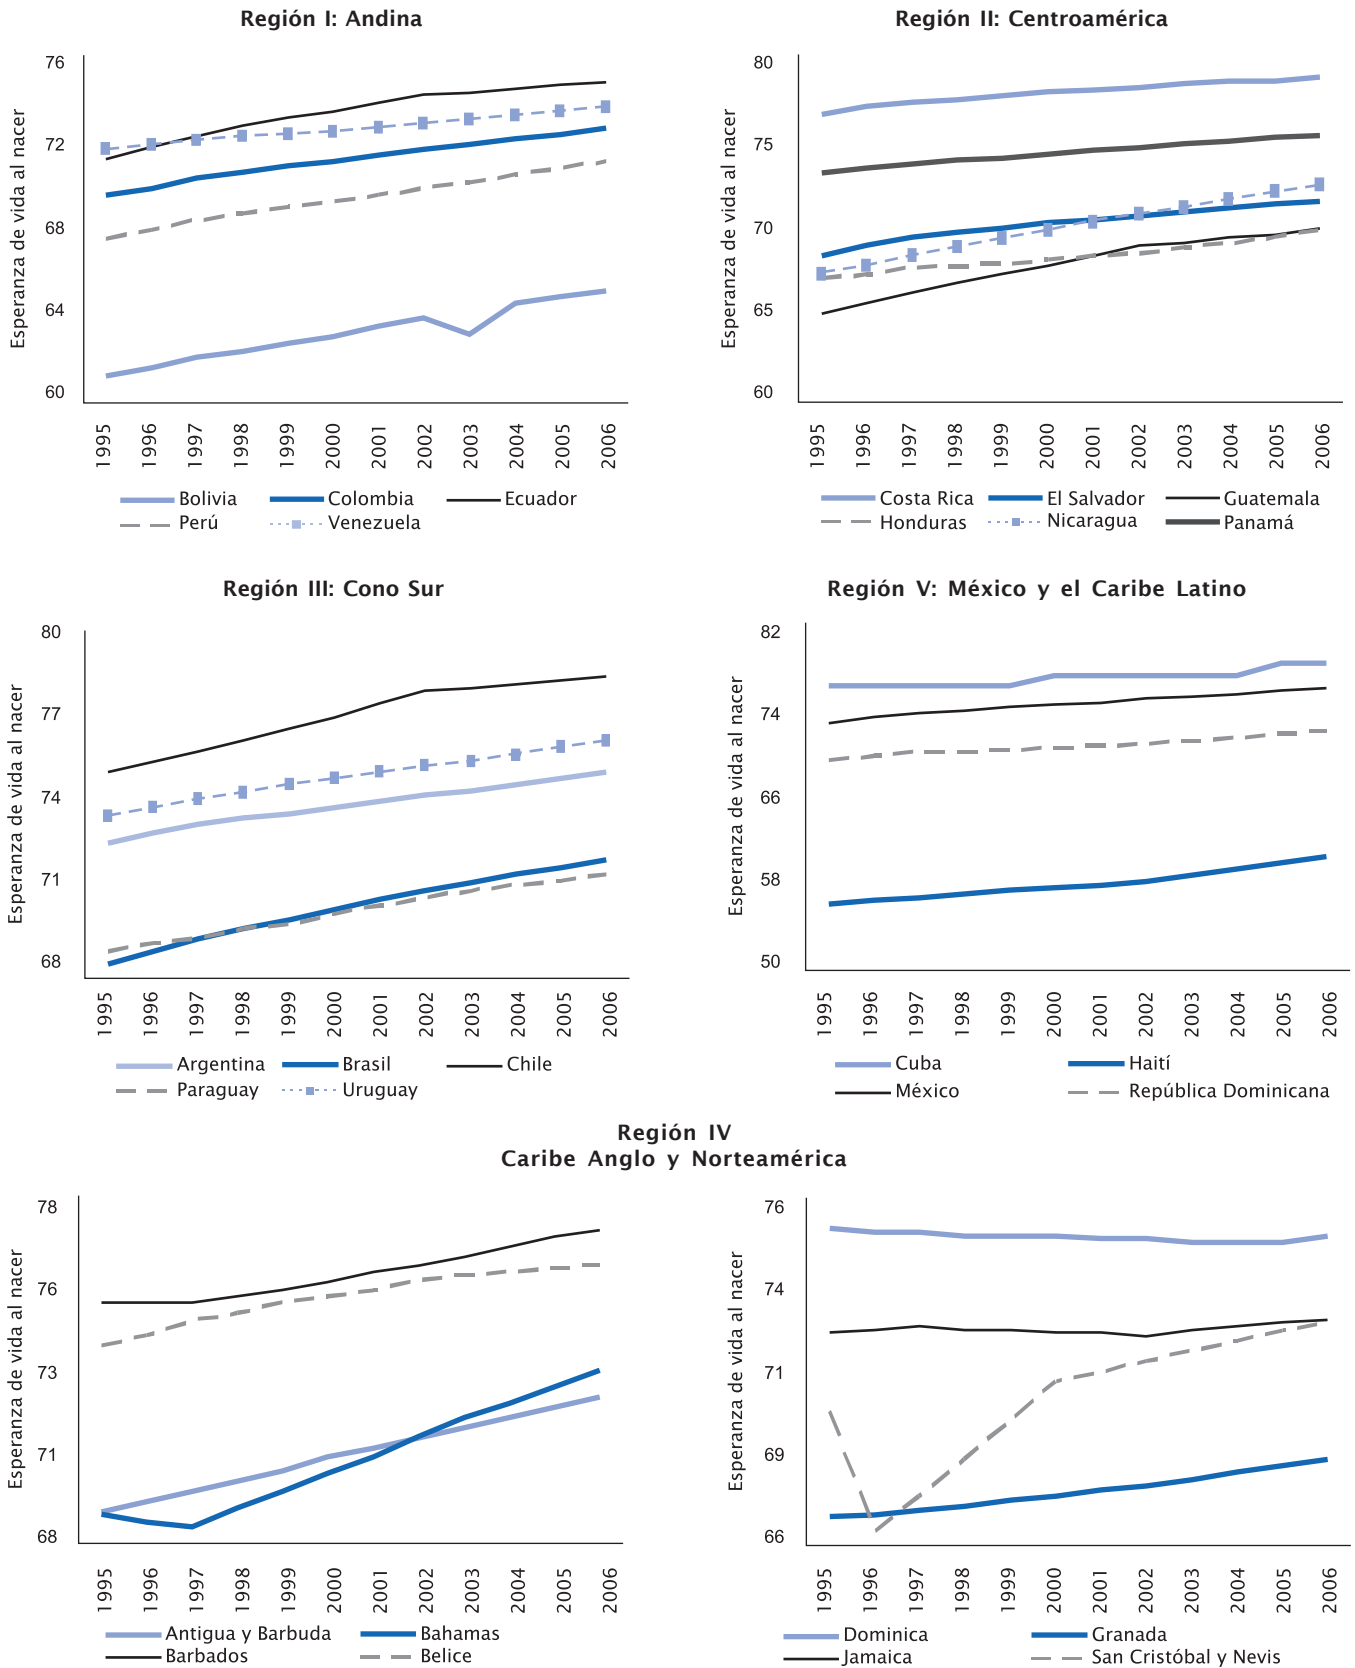 Región I: Andina
Esperanza de vida al nacer
76
72
68
64
60
1995 1996 1997 1998 1999 2000 2001 2002 2003 2004 2005 2006
Bolivia Colombia Ecuador
Perú Venezuela
Región II: Centroamérica
Esperanza de vida al nacer
80
75
70
65
60
1995 1996 1997 1998 1999 2000 2001 2002 2003 2004 2005 2006
Costa Rica El Salvador Guatemala
Honduras Nicaragua Panamá
Región III: Cono Sur
Esperanza de vida al nacer
80
77
74
71
68
1995 1996 1997 1998 1999 2000 2001 2002 2003 2004 2005 2006
Argentina Brasil Chile
Paraguay Uruguay
Región V: México y el Caribe Latino
Esperanza de vida al nacer
82
74
66
58
50
1995 1996 1997 1998 1999 2000 2001 2002 2003 2004 2005 2006
Cuba Haití
México República Dominicana
Región IV
Caribe Anglo y Norteamérica
Esperanza de vida al nacer
78
76
73
71
68
1995 1996 1997 1998 1999 2000 2001 2002 2003 2004 2005 2006
Antigua y Barbuda Bahamas
Barbados Belice
Esperanza de vida al nacer
76
74
71
69
66
1995 1996 1997 1998 1999 2000 2001 2002 2003 2004 2005 2006
Dominica Granada
Jamaica San Cristóbal y Nevis